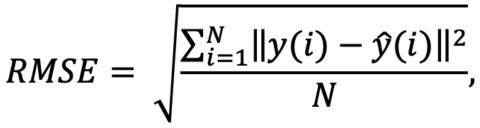 RMSE = √(∑_{i=1}^{N} ‖y(i) − ŷ(i)‖² / N),